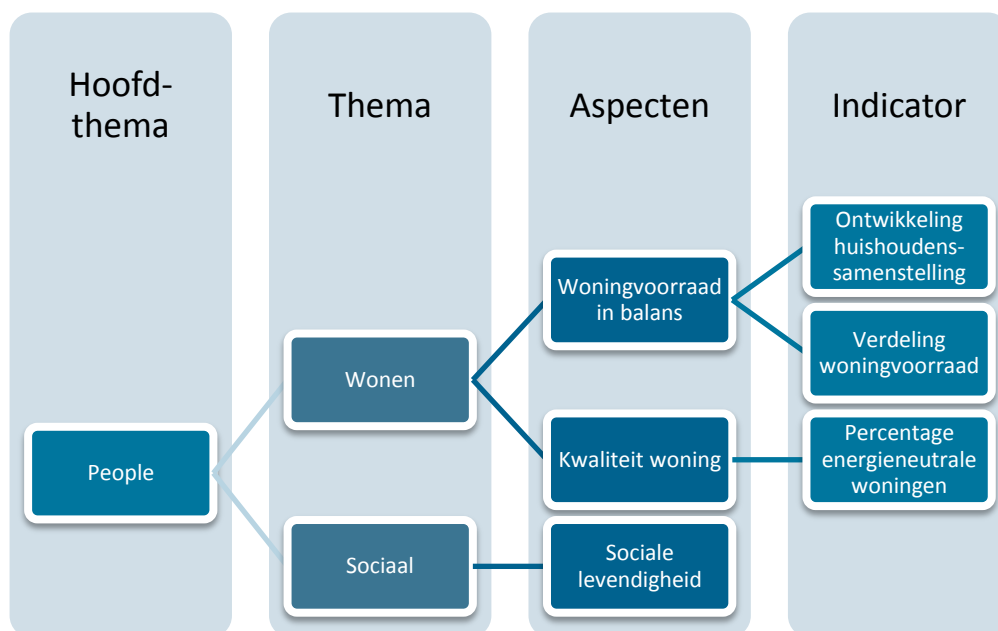 Hoofd-
thema
Thema
Aspecten
Indicator
People
Wonen
Sociaal
Woningvoorraad
in balans
Kwaliteit woning
Sociale
levendigheid
Ontwikkeling
huishoudens-
samenstelling
Verdeling
woningvoorraad
Percentage
energieneutrale
woningen